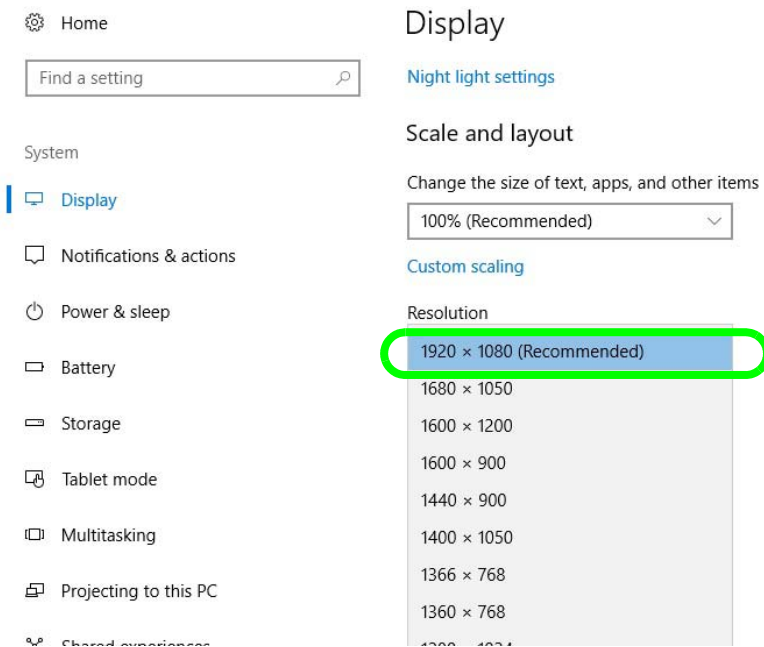 Home
Find a setting
System
Display
Notifications & actions
Power & sleep
Battery
Storage
Tablet mode
Multitasking
Projecting to this PC
Shared experiences
Display
Night light settings
Scale and layout
Change the size of text, apps, and other items
100% (Recommended)
Custom scaling
Resolution
1920 × 1080 (Recommended)
1680 × 1050
1600 × 1200
1600 × 900
1440 × 900
1400 × 1050
1366 × 768
1360 × 768